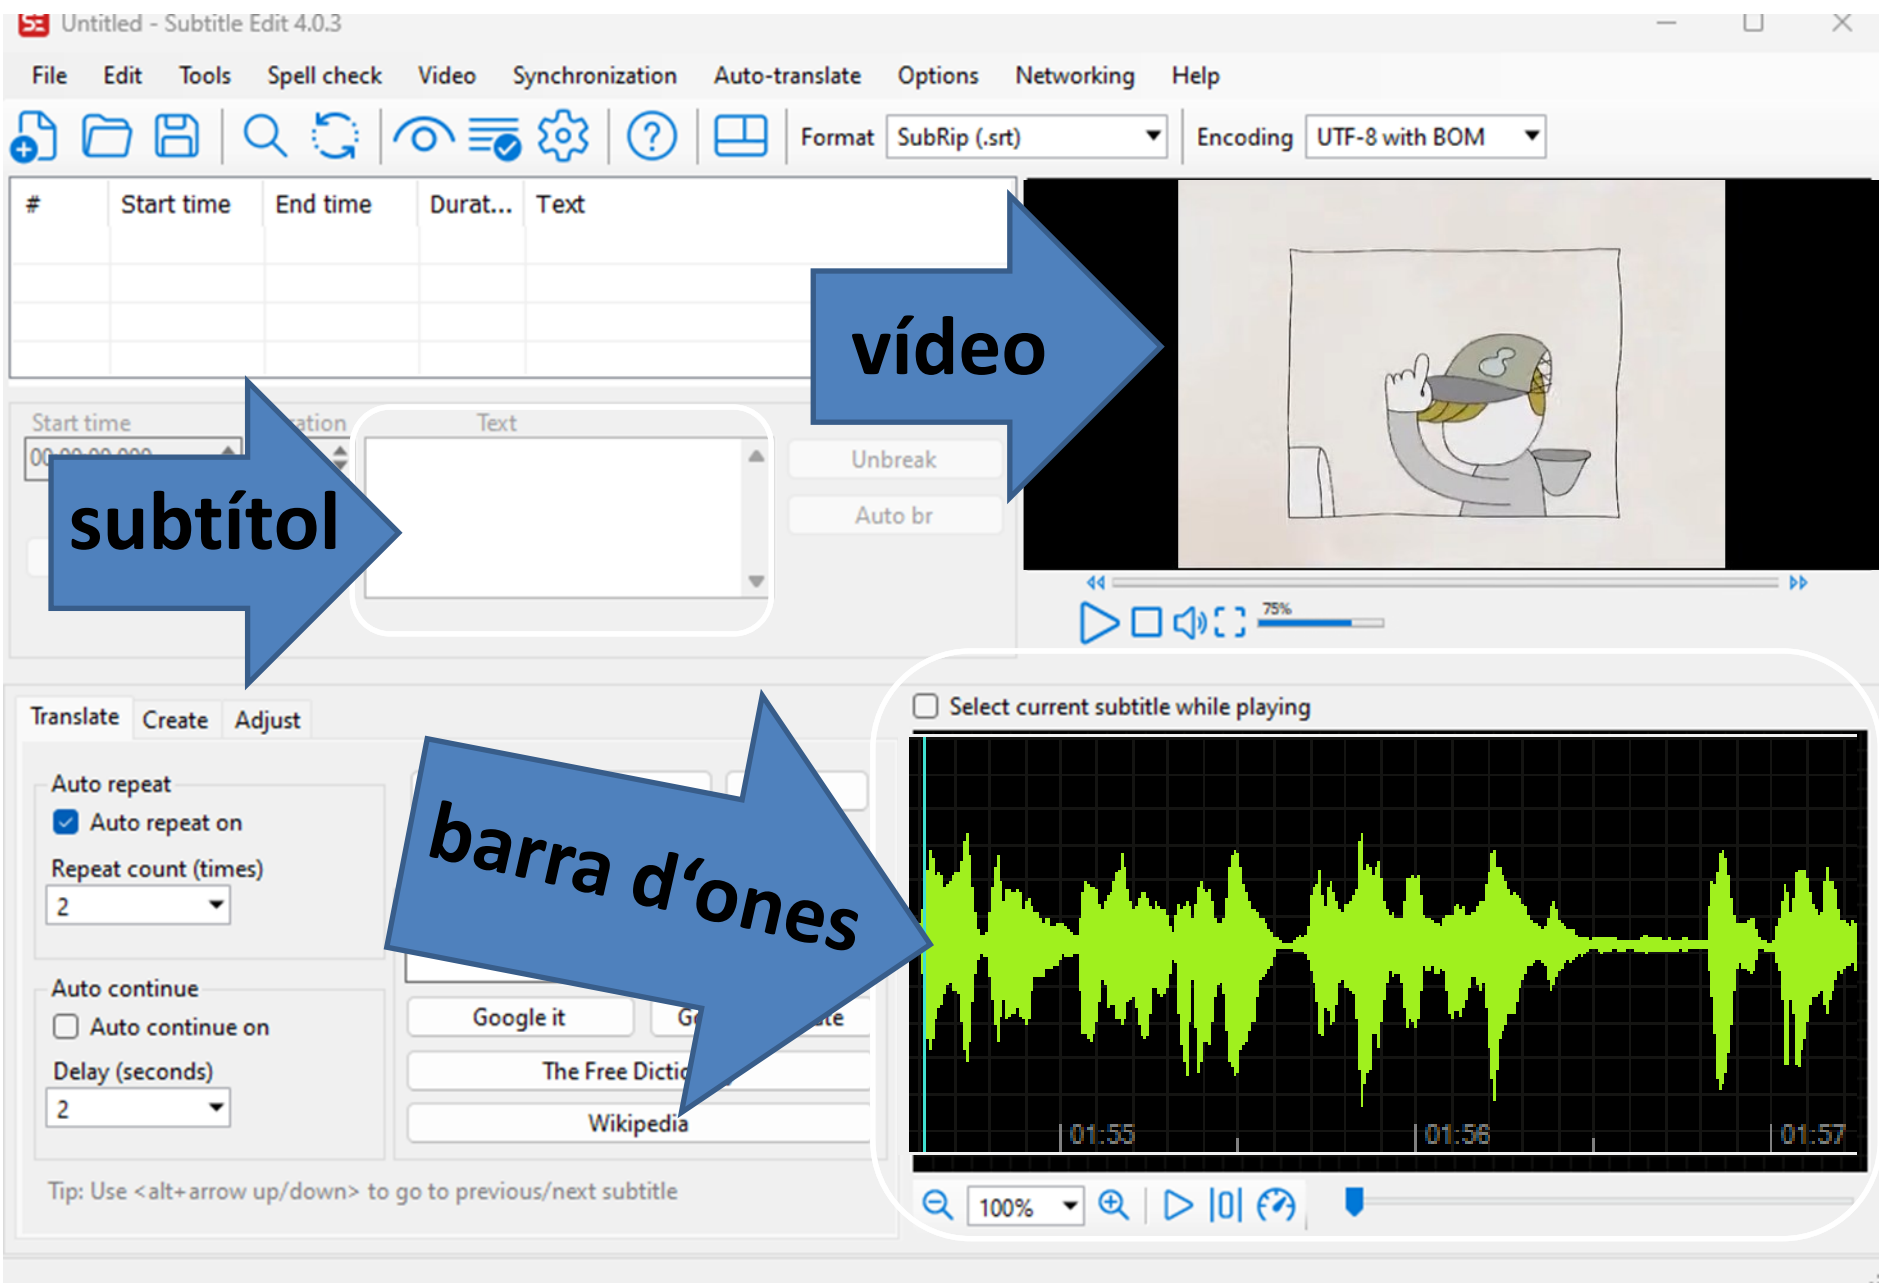 SE Untitled - Subtitle Edit 4.0.3
File Edit Tools Spell check Video Synchronization Auto-translate Options Networking Help
Format SubRip (.srt) Encoding UTF-8 with BOM
# Start time End time Durat... Text
vídeo
Start time Text
Unbreak
subtítol
Auto br
75%
Translate Create Adjust
Select current subtitle while playing
Auto repeat
Auto repeat on
Repeat count (times)
2
barra d‘ones
Auto continue
Auto continue on
Google it
Delay (seconds)
The Free
2
Wikipedia
01:55 01:56 01:57
Tip: Use <alt+arrow up/down> to go to previous/next subtitle
100%